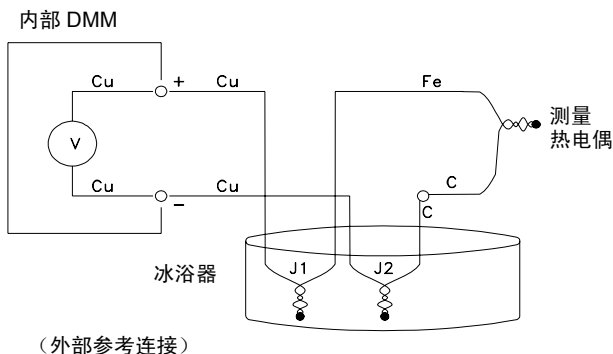 内部 DMM
Cu + Cu Fe
测量
热电偶
V
Cu - Cu C
C
J1 J2
冰浴器
（外部参考连接）